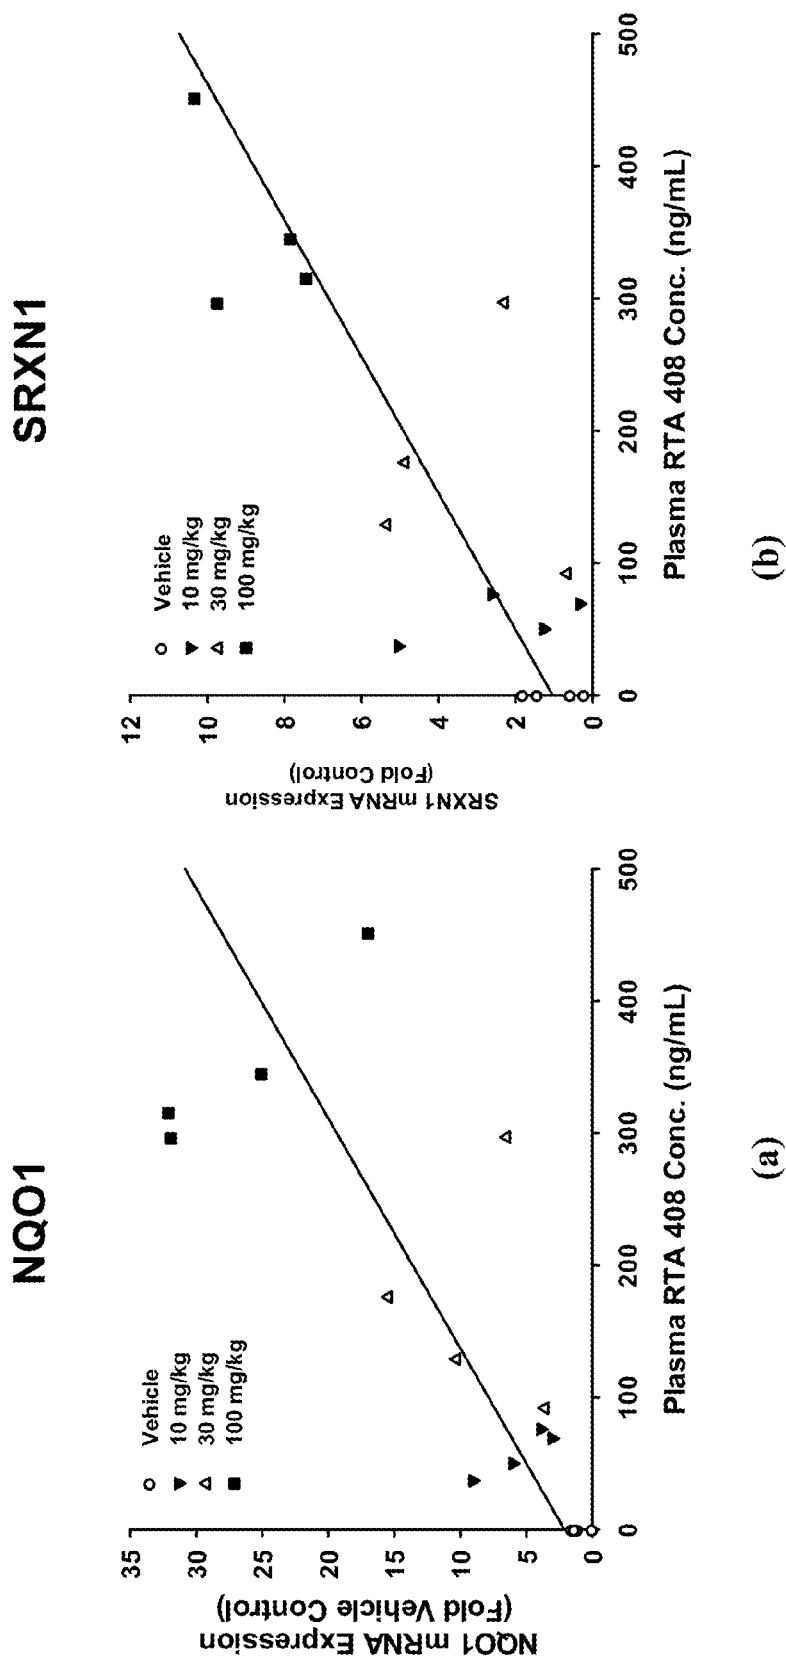 NQO1
NQO1 mRNA Expression
(Fold Vehicle Control)
35
30
25
20
15
10
5
0
Vehicle
10 mg/kg
30 mg/kg
100 mg/kg
0
100
200
300
400
500
Plasma RTA 408 Conc. (ng/mL)
(a)
SRXN1
SRXN1 mRNA Expression
(Fold Control)
12
10
8
6
4
2
0
Vehicle
10 mg/kg
30 mg/kg
100 mg/kg
0
100
200
300
400
500
Plasma RTA 408 Conc. (ng/mL)
(b)